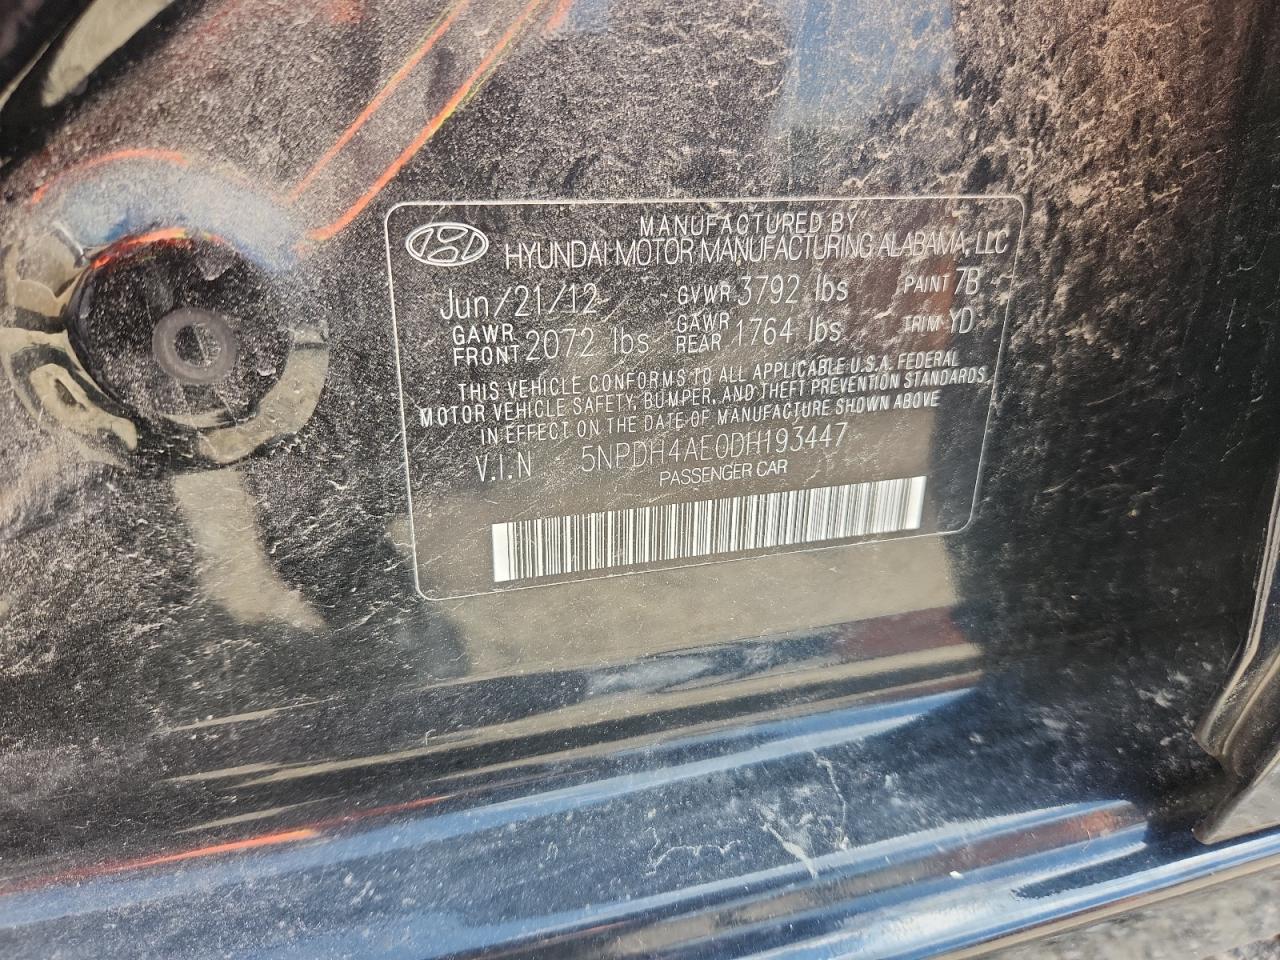 MANUFACTURED BY
HYUNDAI MOTOR MANUFACTURING ALABAMA, LLC
Jun/21/12 GVWR 3792 lbs PAINT 7B
GAWR FRONT 2072 lbs GAWR REAR 1764 lbs TRIM YD
THIS VEHICLE CONFORMS TO ALL APPLICABLE U.S.A. FEDERAL
MOTOR VEHICLE SAFETY, BUMPER, AND THEFT PREVENTION STANDARDS
IN EFFECT ON THE DATE OF MANUFACTURE SHOWN ABOVE
V.I.N 5NPDH4AE0DH193447
PASSENGER CAR